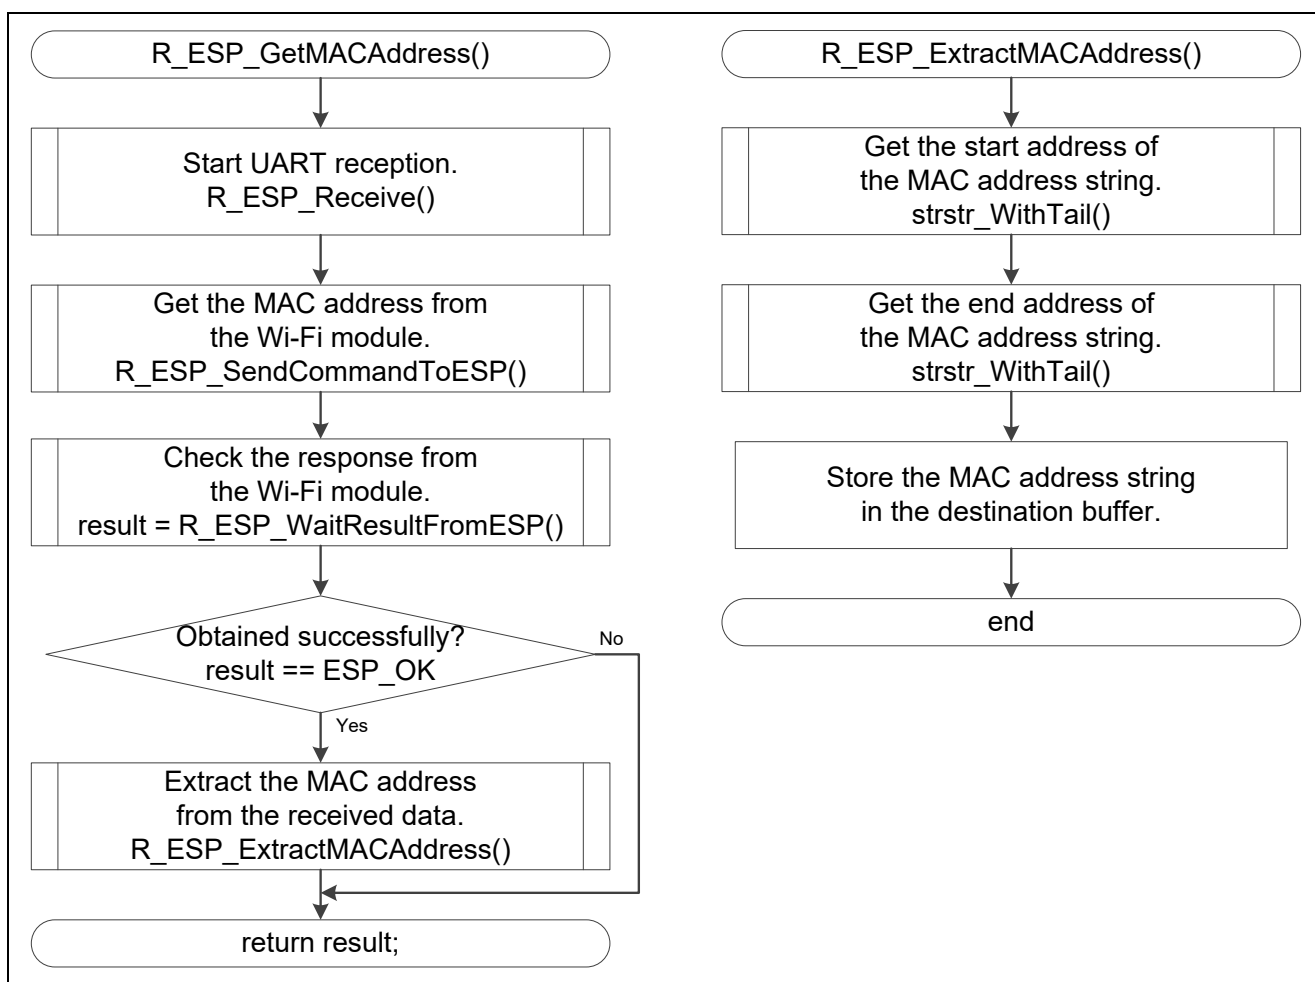 R_ESP_GetMACAddress()
Start UART reception.
R_ESP_Receive()
Get the MAC address from
the Wi-Fi module.
R_ESP_SendCommandToESP()
Check the response from
the Wi-Fi module.
result = R_ESP_WaitResultFromESP()
Obtained successfully?
result == ESP_OK
No
Yes
Extract the MAC address
from the received data.
R_ESP_ExtractMACAddress()
return result;
R_ESP_ExtractMACAddress()
Get the start address of
the MAC address string.
strstr_WithTail()
Get the end address of
the MAC address string.
strstr_WithTail()
Store the MAC address string
in the destination buffer.
end